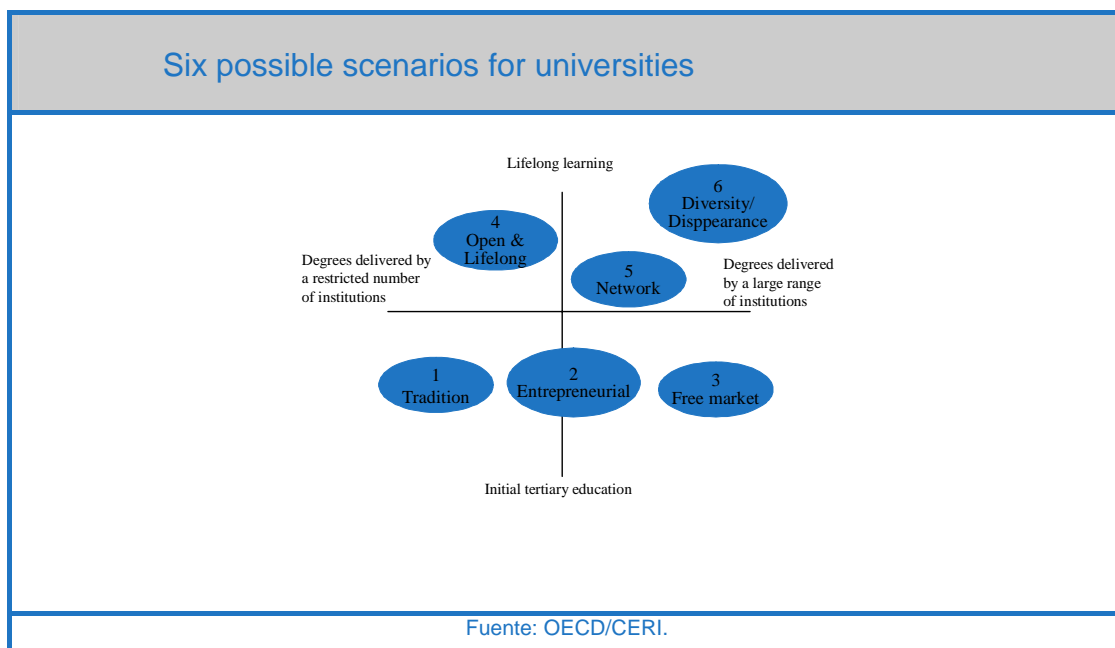 Six possible scenarios for universities
Lifelong learning
6
Diversity/
Disppearance
4
Open &
Lifelong
Degrees delivered by
a restricted number
of institutions
5
Network
Degrees delivered
by a large range
of institutions
1
Tradition
2
Entrepreneurial
3
Free market
Initial tertiary education
Fuente: OECD/CERI.